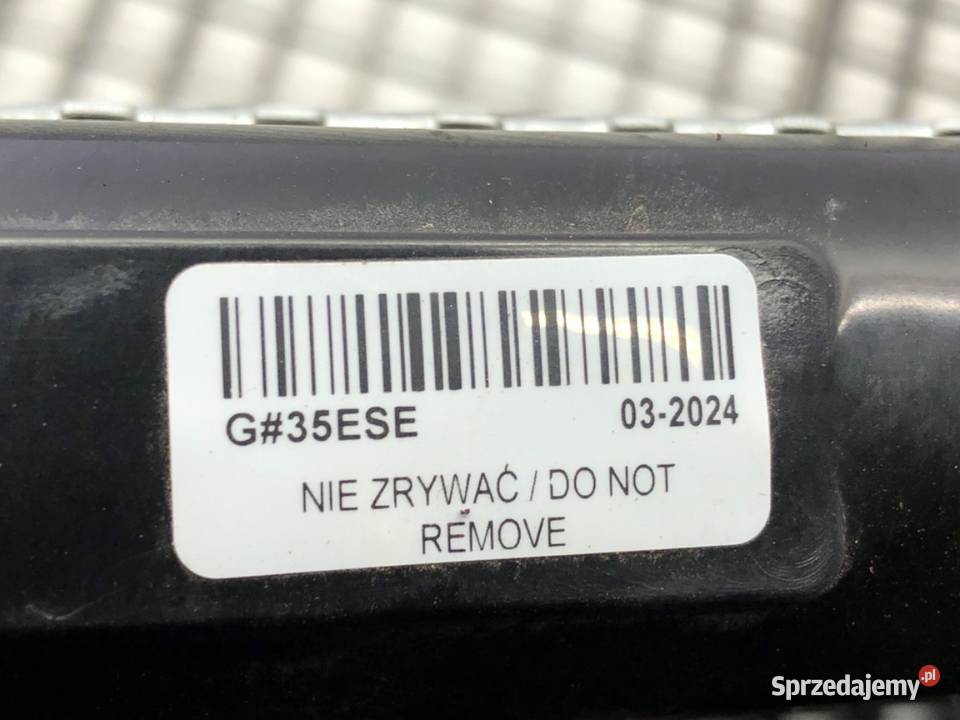 G#35ESE 03-2024
NIE ZRYWAĆ / DO NOT
REMOVE
Sprzedajemy.pl